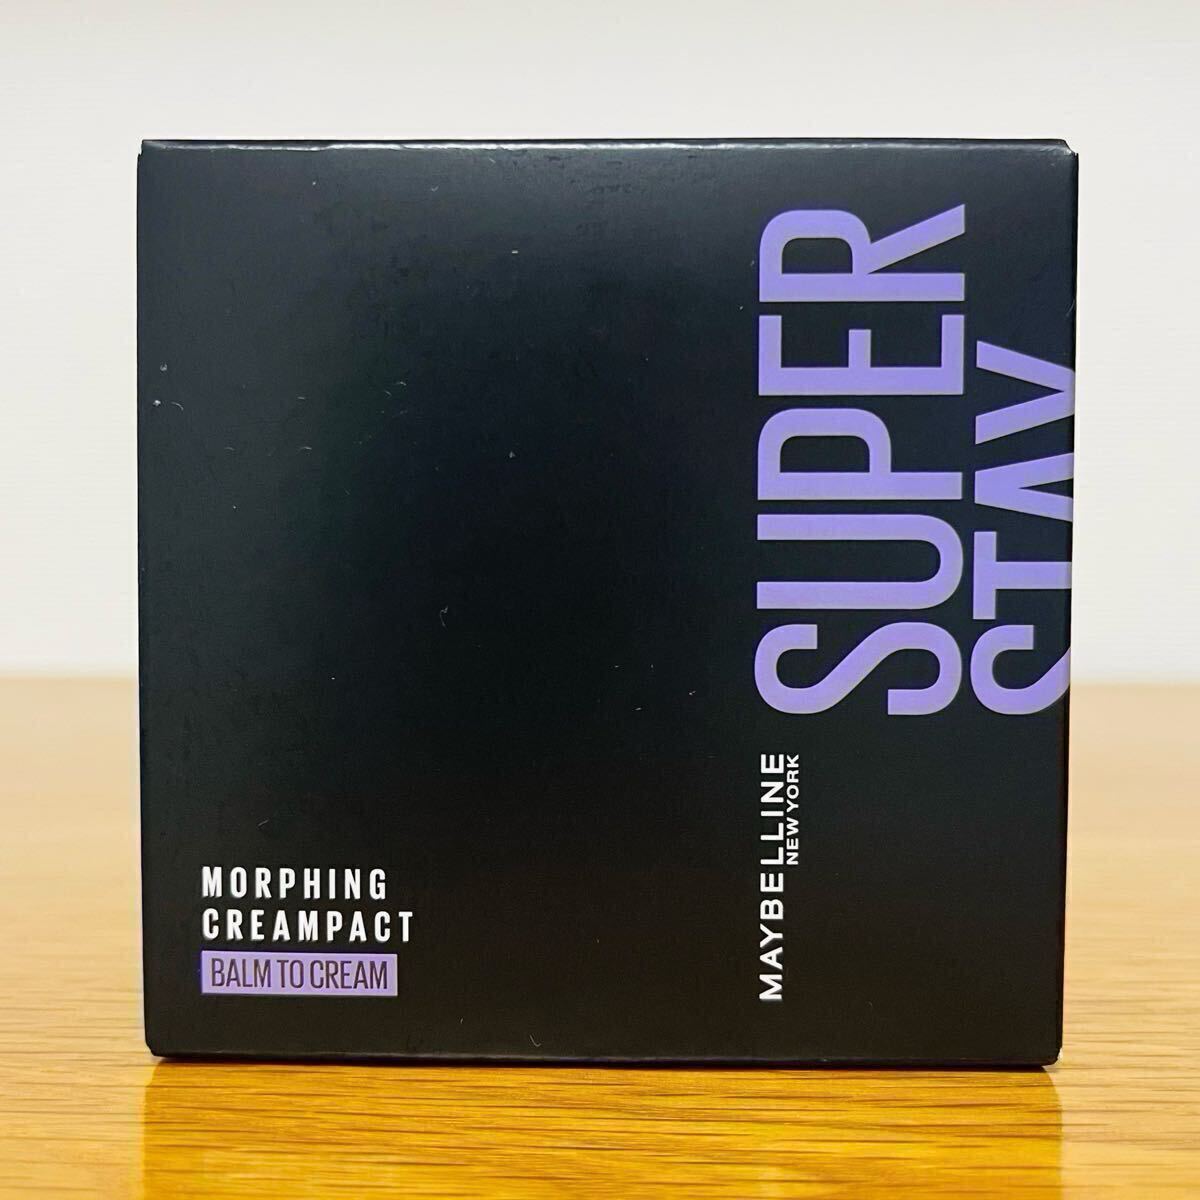 SUPER
STAY
MAYBELLINE
NEW YORK
MORPHING
CREAMPACT
BALM TO CREAM